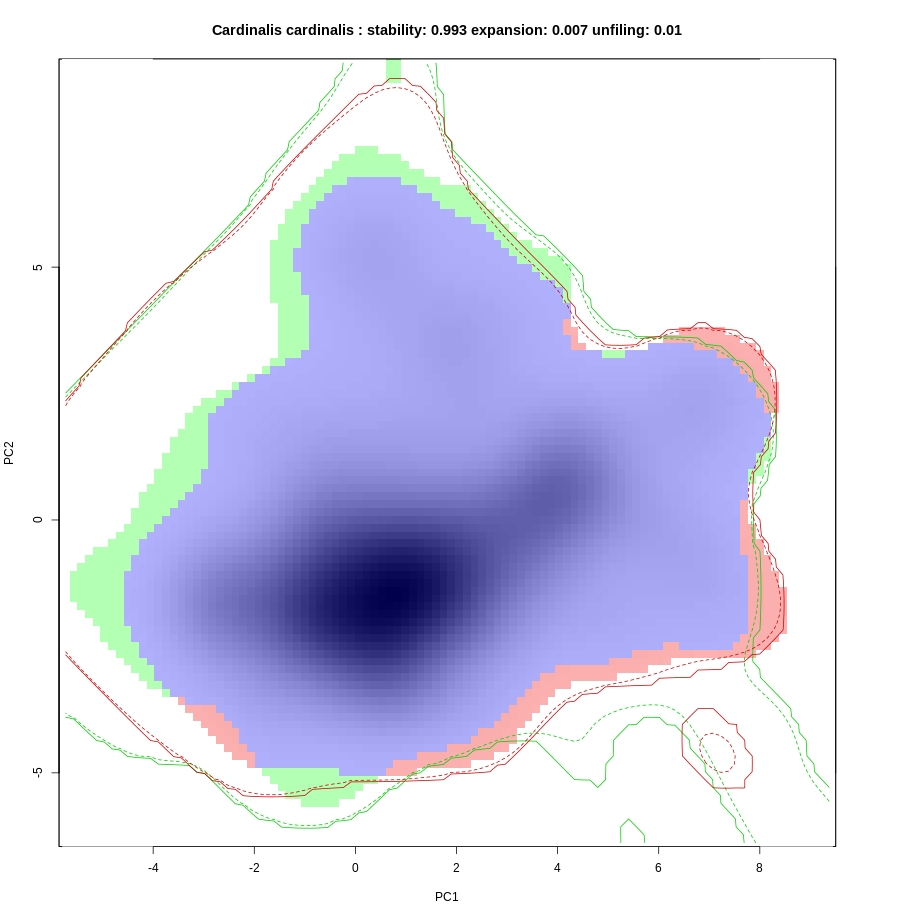 Cardinalis cardinalis : stability: 0.993 expansion: 0.007 unfiling: 0.01
5
0
-5
PC2
-4 -2 0 2 4 6 8
PC1